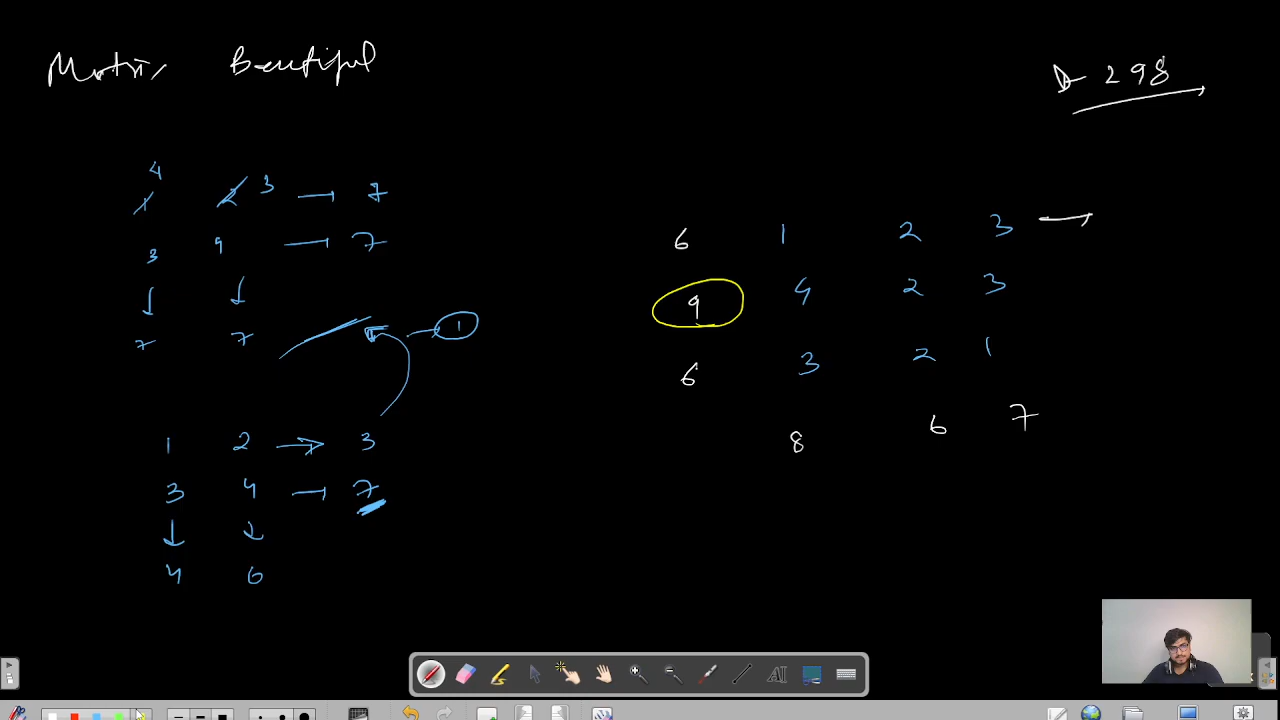 Matrix Beautiful
D 298
4
1 2 3 → 7
3 4 → 7
↓ ↓
7 7
1
1 2 → 3
3 4 → 7
↓ ↓
4 6
6 1 2 3 →
9 4 2 3
6 3 2 1
8 6 7